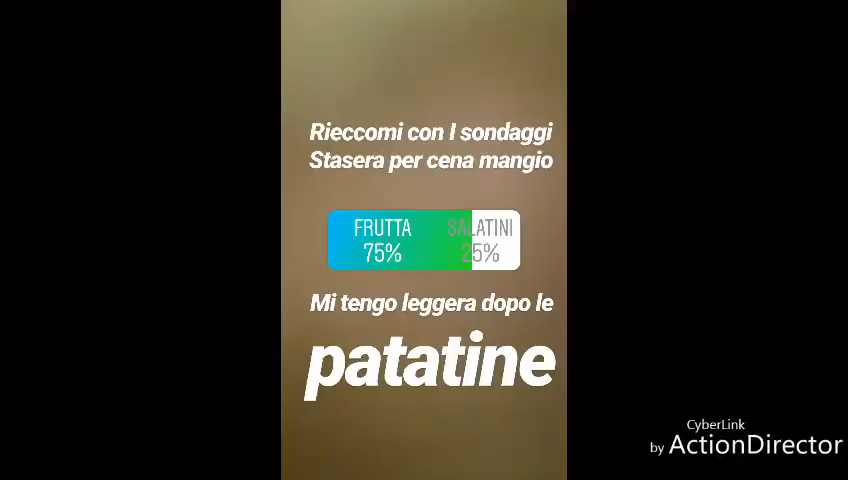 Rieccomi con I sondaggi
Stasera per cena mangio
FRUTTA SALATINI
75% 25%
Mi tengo leggera dopo le
patatine
CyberLink
by ActionDirector